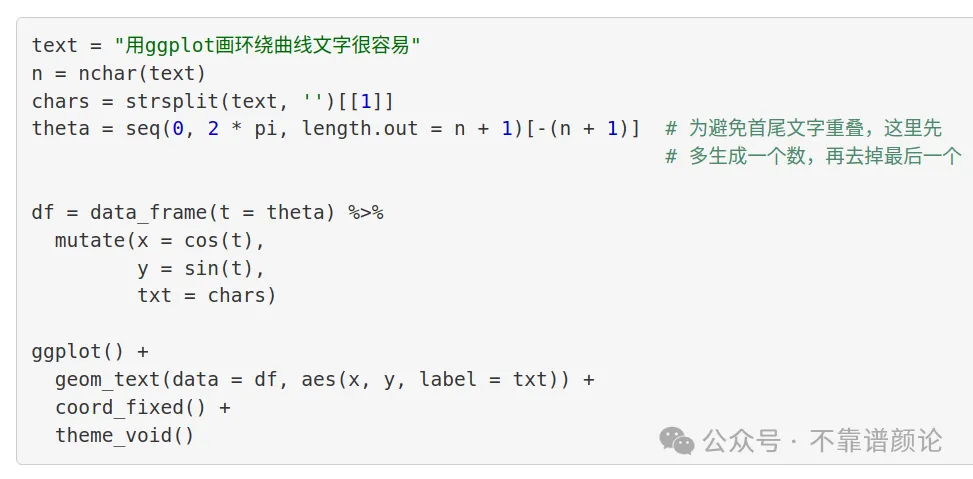 text = "用ggplot画环绕曲线文字很容易"
n = nchar(text)
chars = strsplit(text, '')[[1]]
theta = seq(0, 2 * pi, length.out = n + 1)[-(n + 1)]  # 为避免首尾文字重叠，这里先
                                                      # 多生成一个数，再去掉最后一个

df = data_frame(t = theta) %>%
  mutate(x = cos(t),
         y = sin(t),
         txt = chars)

ggplot() +
  geom_text(data = df, aes(x, y, label = txt)) +
  coord_fixed() +
  theme_void()
公众号 · 不靠谱颜论